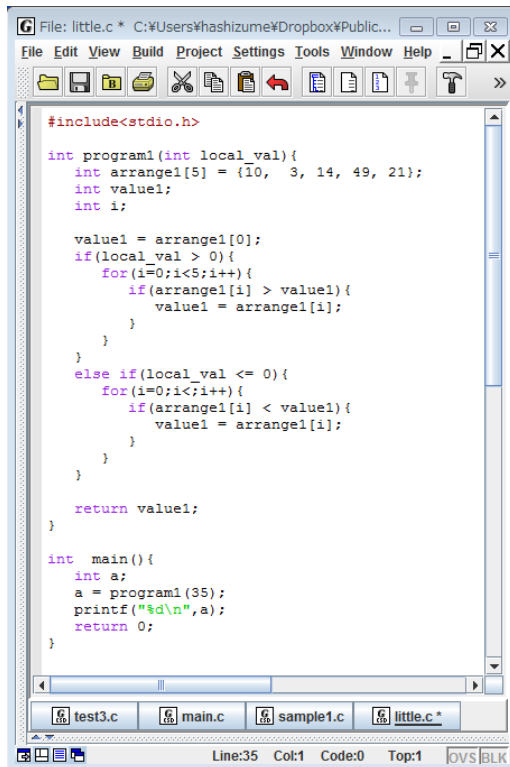 File: little.c *  C:¥Users¥hashizume¥Dropbox¥Public...
File Edit View Build Project Settings Tools Window Help
#include<stdio.h>
int program1(int local_val){
   int arrange1[5] = {10,  3, 14, 49, 21};
   int value1;
   int i;
   value1 = arrange1[0];
   if(local_val > 0){
      for(i=0;i<5;i++){
         if(arrange1[i] > value1){
            value1 = arrange1[i];
         }
      }
   }
   else if(local_val <= 0){
      for(i=0;i<;i++){
         if(arrange1[i] < value1){
            value1 = arrange1[i];
         }
      }
   }
   return value1;
}
int  main(){
   int a;
   a = program1(35);
   printf("%d\n",a);
   return 0;
}
test3.c main.c sample1.c little.c *
Line:35 Col:1 Code:0 Top:1 OVS BLK